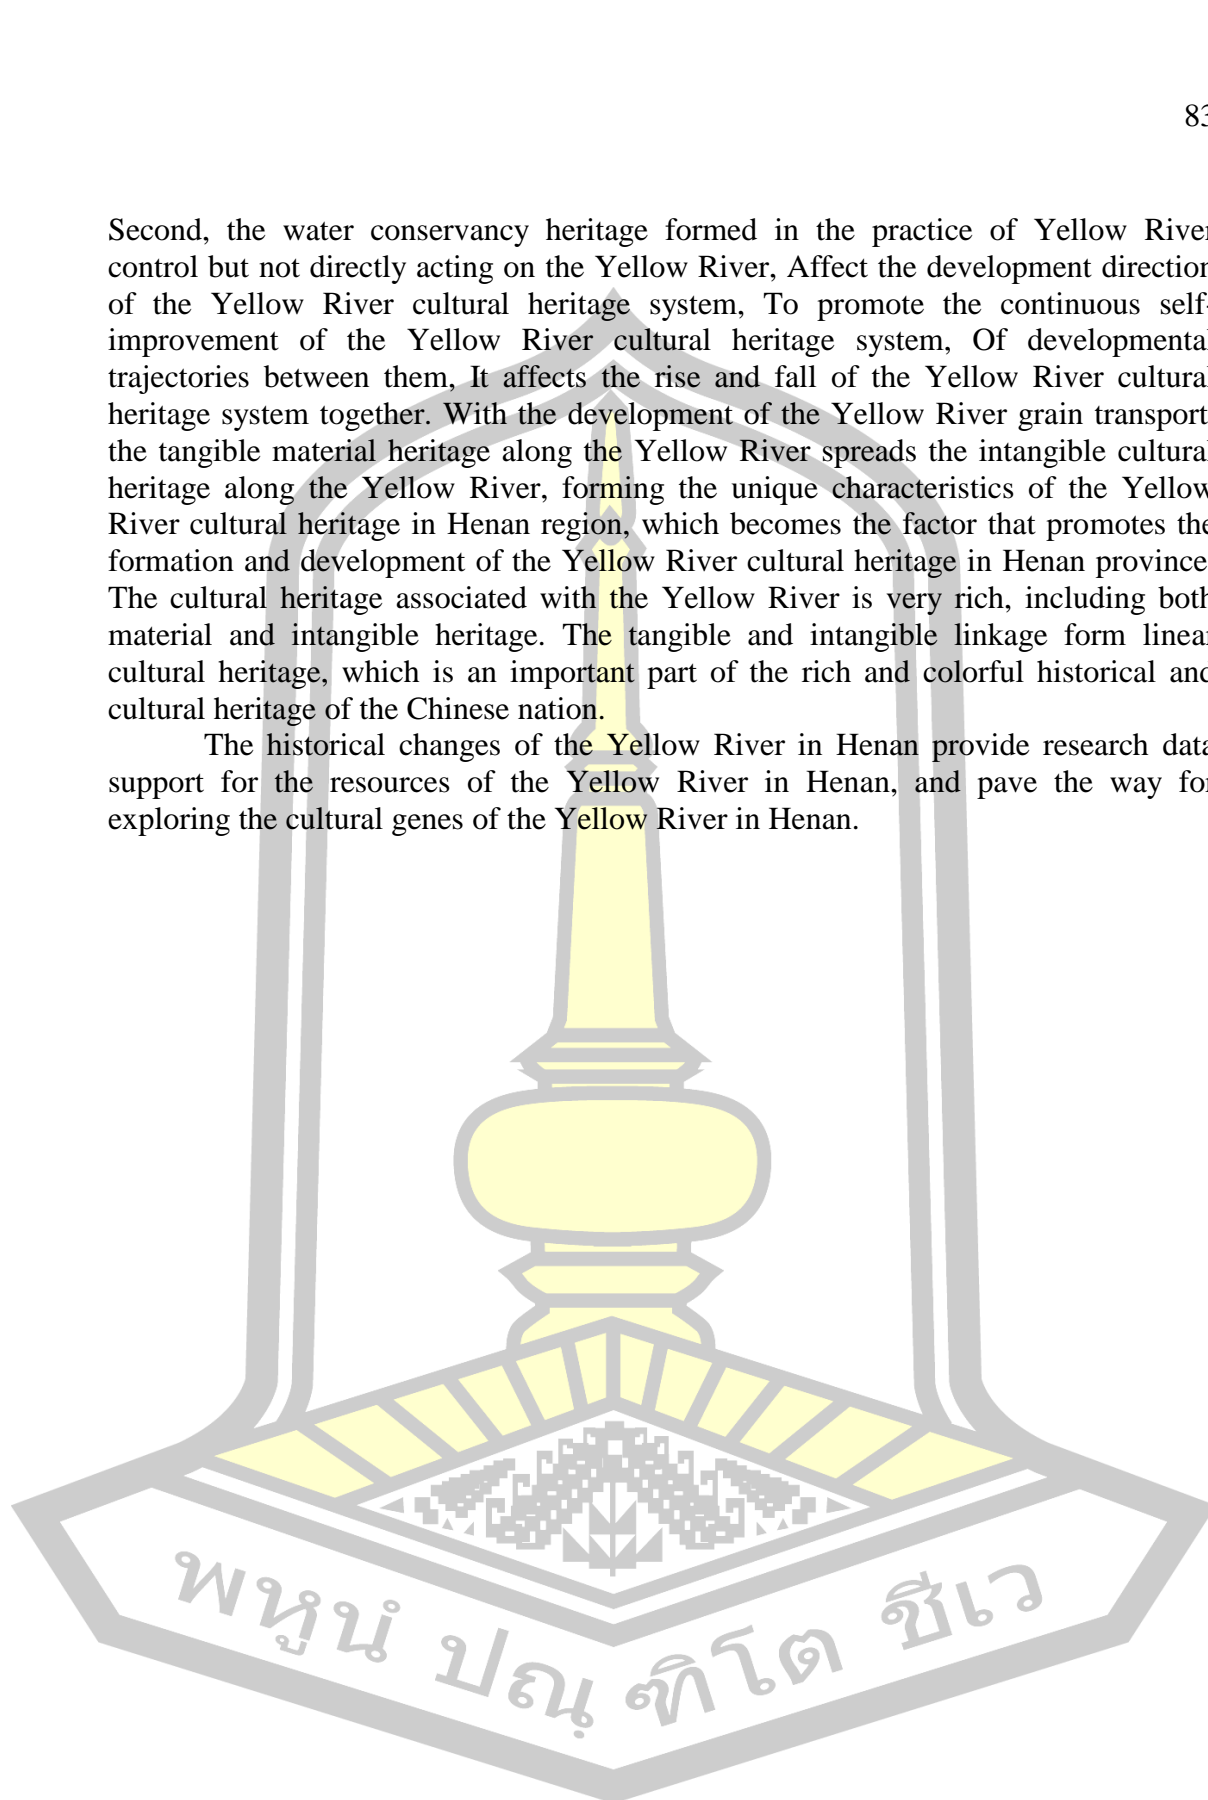 83
Second, the water conservancy heritage formed in the practice of Yellow River
control but not directly acting on the Yellow River, Affect the development direction
of the Yellow River cultural heritage system, To promote the continuous self-
improvement of the Yellow River cultural heritage system, Of developmental
trajectories between them, It affects the rise and fall of the Yellow River cultural
heritage system together. With the development of the Yellow River grain transport
the tangible material heritage along the Yellow River spreads the intangible cultural
heritage along the Yellow River, forming the unique characteristics of the Yellow
River cultural heritage in Henan region, which becomes the factor that promotes the
formation and development of the Yellow River cultural heritage in Henan province
The cultural heritage associated with the Yellow River is very rich, including both
material and intangible heritage. The tangible and intangible linkage form linear
cultural heritage, which is an important part of the rich and colorful historical and
cultural heritage of the Chinese nation.
The historical changes of the Yellow River in Henan provide research data
support for the resources of the Yellow River in Henan, and pave the way for
exploring the cultural genes of the Yellow River in Henan.
พหูนํ ปณฺฑิโต ชีเว